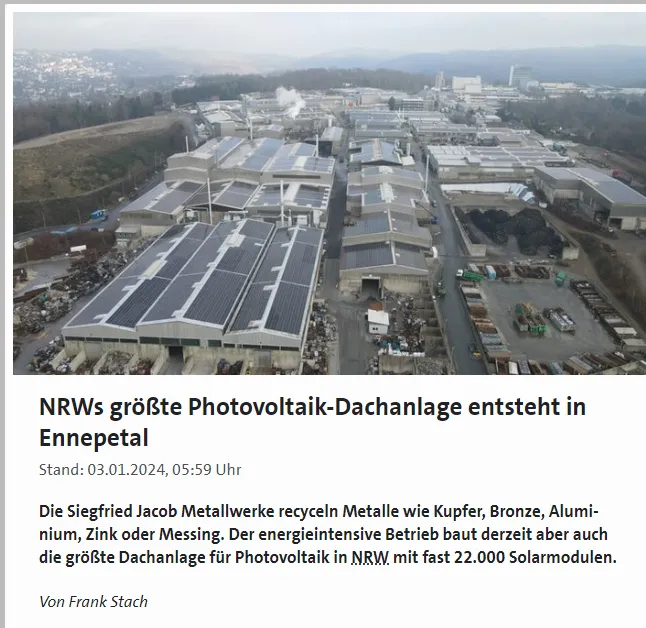 NRWs größte Photovoltaik-Dachanlage entsteht in
Ennepetal
Stand: 03.01.2024, 05:59 Uhr
Die Siegfried Jacob Metallwerke recyceln Metalle wie Kupfer, Bronze, Alumi-
nium, Zink oder Messing. Der energieintensive Betrieb baut derzeit aber auch
die größte Dachanlage für Photovoltaik in NRW mit fast 22.000 Solarmodulen.
Von Frank Stach